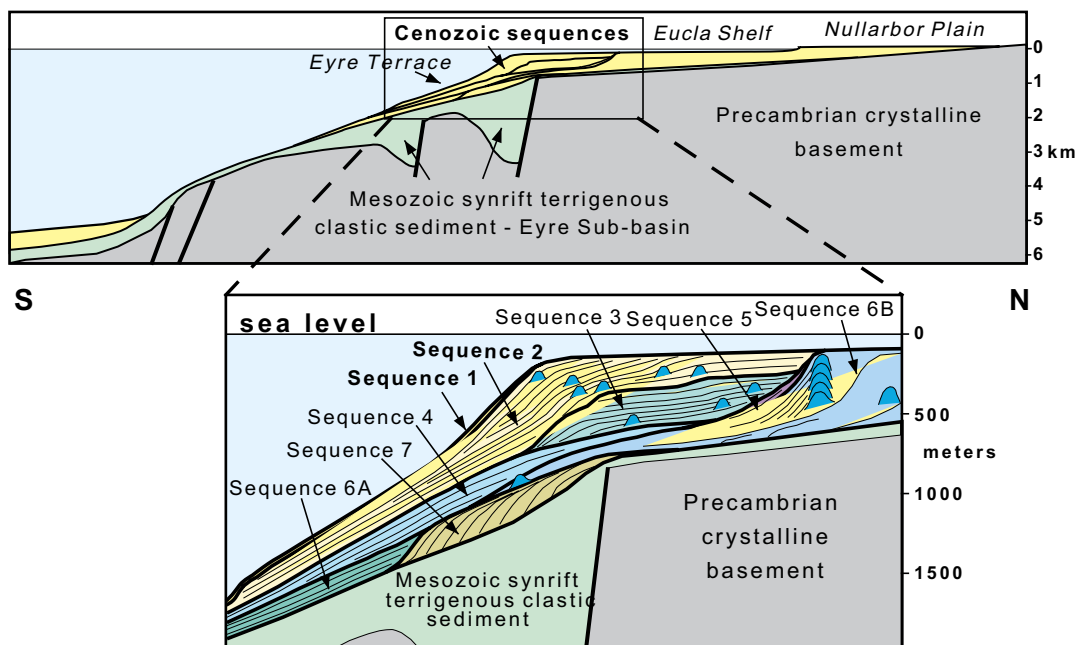 Cenozoic sequences
Eucla Shelf
Nullarbor Plain
Eyre Terrace
0
1
2
3 km
4
5
6
Precambrian crystalline
basement
Mesozoic synrift terrigenous
clastic sediment - Eyre Sub-basin
S
N
sea level
Sequence 3
Sequence 5
Sequence 6B
Sequence 2
Sequence 1
Sequence 4
Sequence 7
Sequence 6A
0
500
meters
1000
1500
Precambrian
crystalline
basement
Mesozoic synrift
terrigenous clastic
sediment